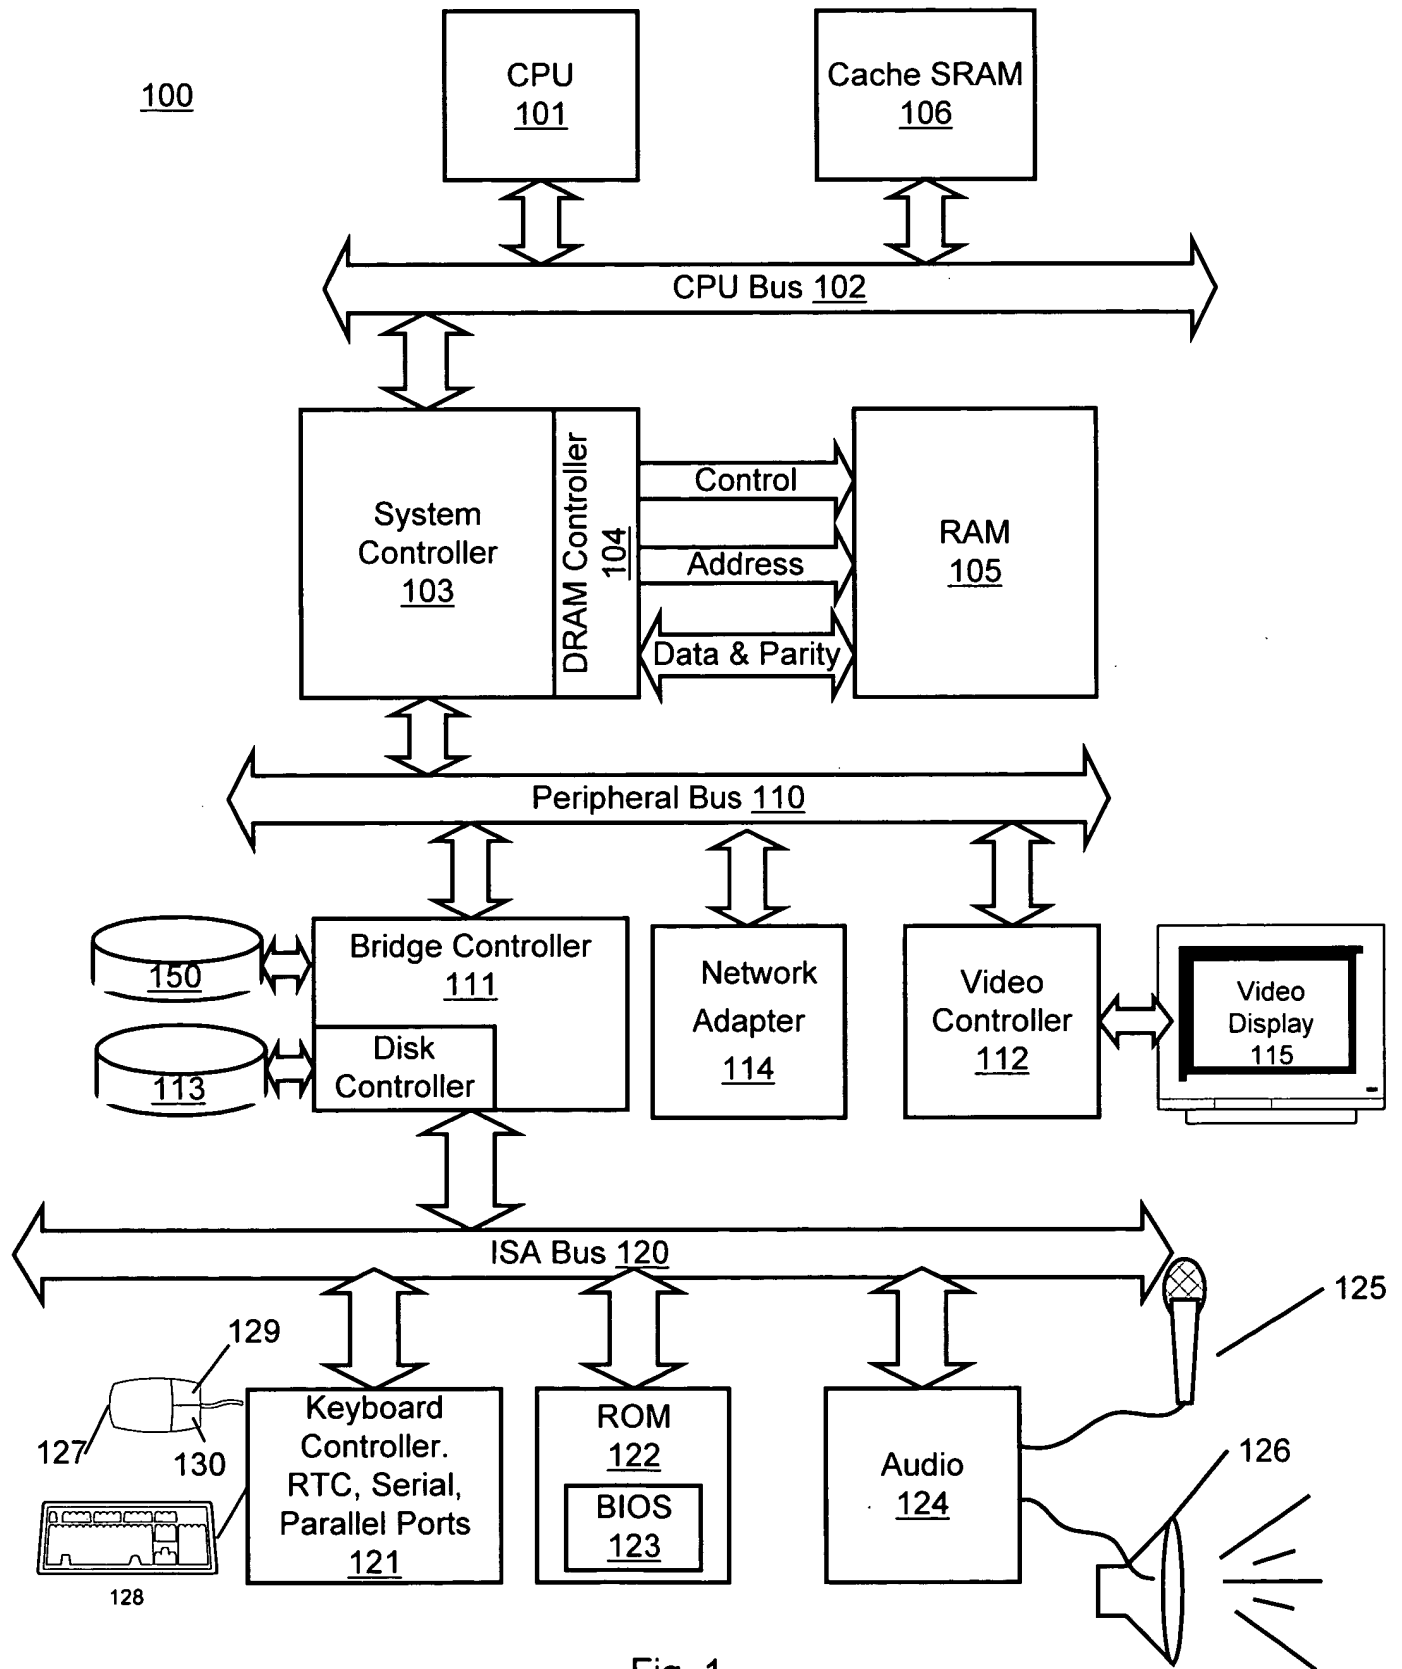 100
CPU
101
Cache SRAM
106
CPU Bus 102
System
Controller
103
DRAM Controller
104
Control
Address
Data & Parity
RAM
105
Peripheral Bus 110
150
113
Bridge Controller
111
Disk
Controller
Network
Adapter
114
Video
Controller
112
Video
Display
115
ISA Bus 120
125
129
127
130
128
Keyboard
Controller.
RTC, Serial,
Parallel Ports
121
ROM
122
BIOS
123
Audio
124
126
Fig. 1